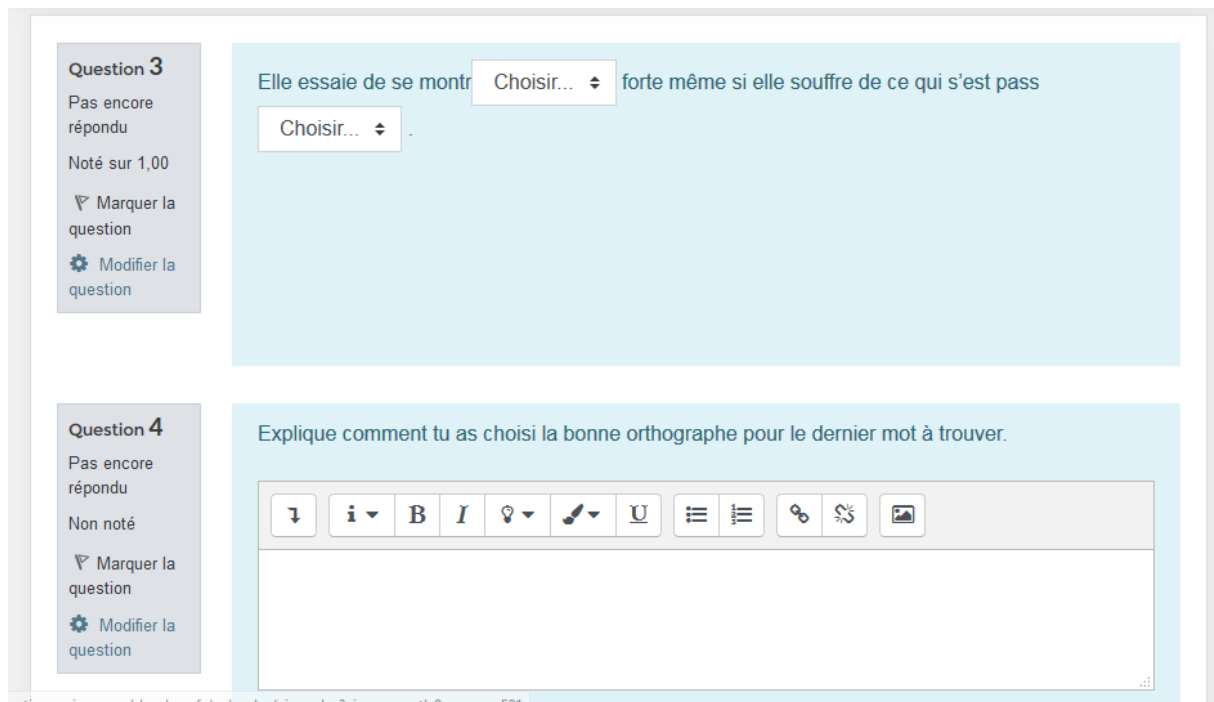 Question 3
Pas encore
répondu
Noté sur 1,00
Marquer la
question
Modifier la
question
Elle essaie de se montr Choisir... forte même si elle souffre de ce qui s’est pass
Choisir... .
Question 4
Pas encore
répondu
Non noté
Marquer la
question
Modifier la
question
Explique comment tu as choisi la bonne orthographe pour le dernier mot à trouver.
i B I U